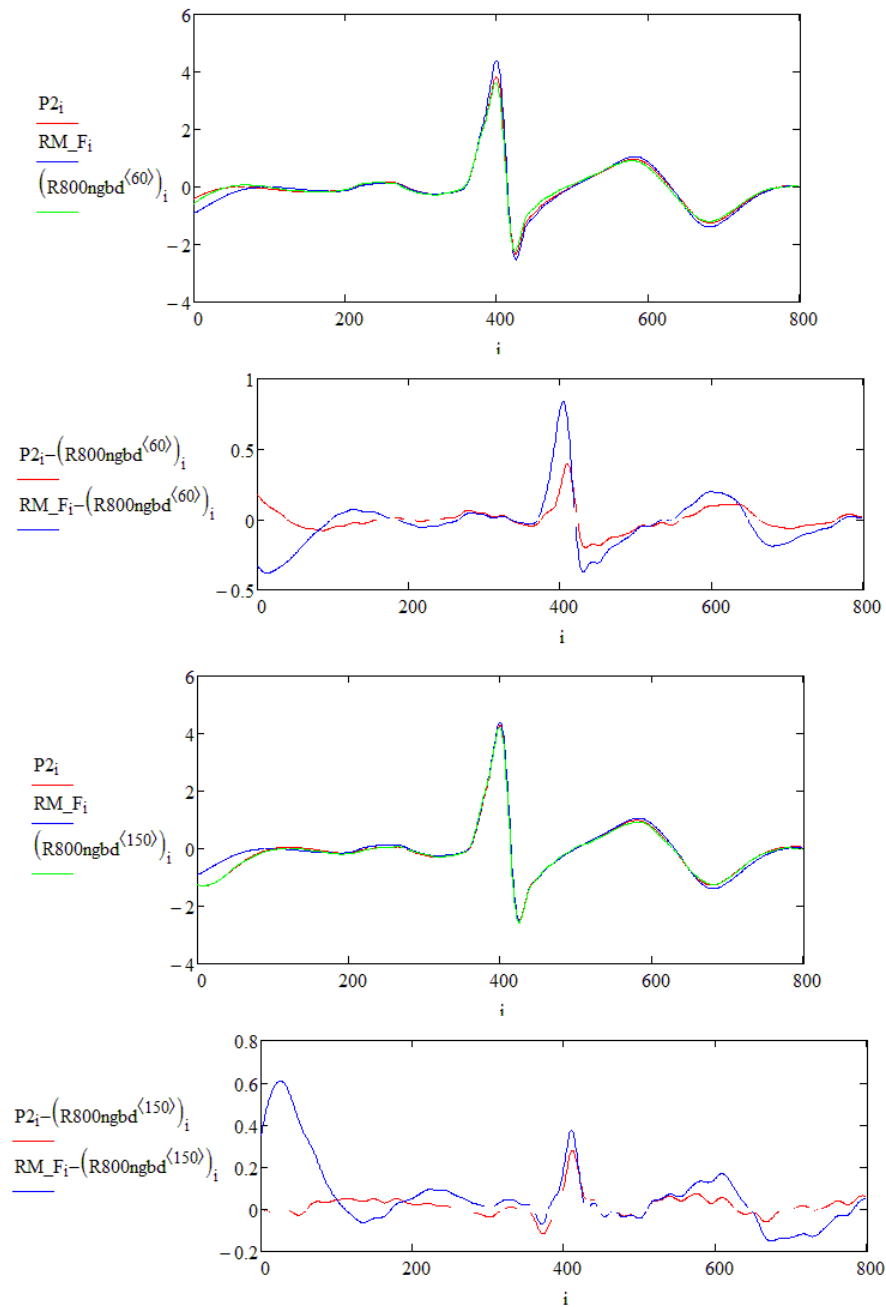 6
4
2
0
−2
−4
P2i
RM_Fi
(R800ngbd⟨60⟩)i
0 200 400 600 800
i
1
0.5
0
−0.5
P2i−(R800ngbd⟨60⟩)i
RM_Fi−(R800ngbd⟨60⟩)i
0 200 400 600 800
i
6
4
2
0
−2
−4
P2i
RM_Fi
(R800ngbd⟨150⟩)i
0 200 400 600 800
i
0.8
0.6
0.4
0.2
0
−0.2
P2i−(R800ngbd⟨150⟩)i
RM_Fi−(R800ngbd⟨150⟩)i
0 200 400 600 800
i